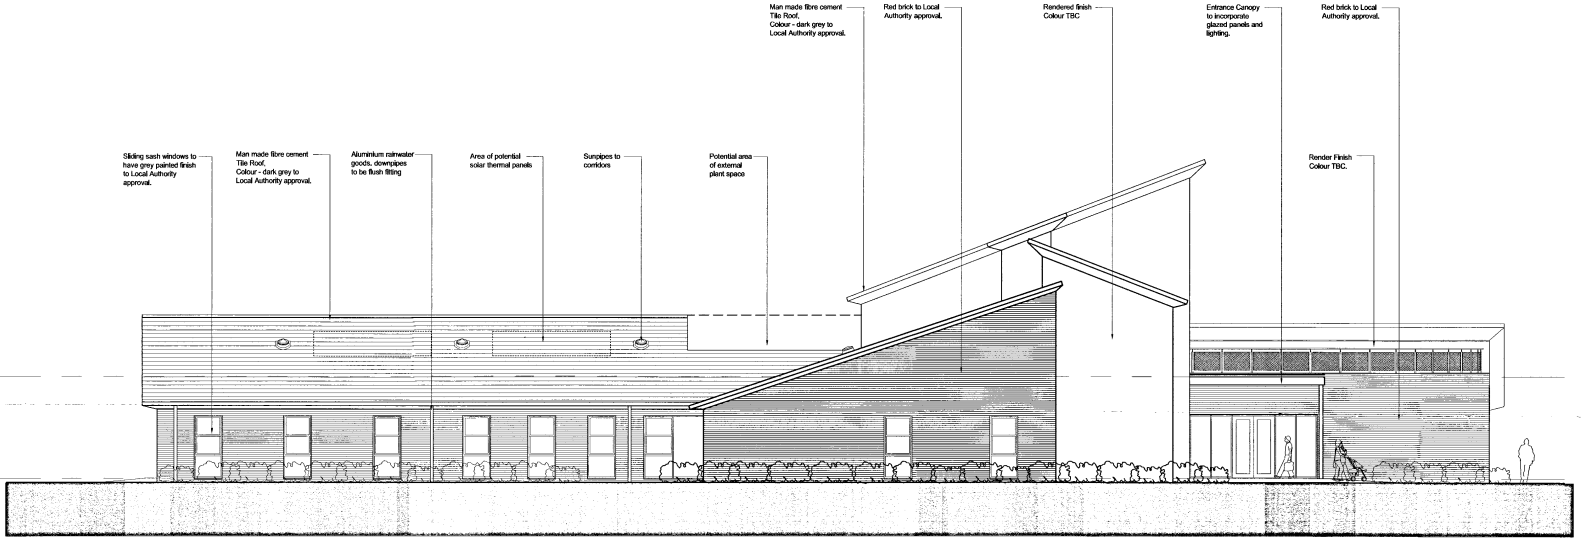 Man made fibre cement
Tile Roof,
Colour - dark grey to
Local Authority approval.
Red brick to Local
Authority approval.
Rendered finish
Colour TBC
Entrance Canopy
to incorporate
glazed panels and
lighting.
Red brick to Local
Authority approval.
Sliding sash windows to
have grey painted finish
to Local Authority
approval.
Man made fibre cement
Tile Roof,
Colour - dark grey to
Local Authority approval.
Aluminium rainwater
goods, downpipes
to be flush fitting
Area of potential
solar thermal panels
Sunpipes to
corridors
Potential area
of external
plant space
Render Finish
Colour TBC.